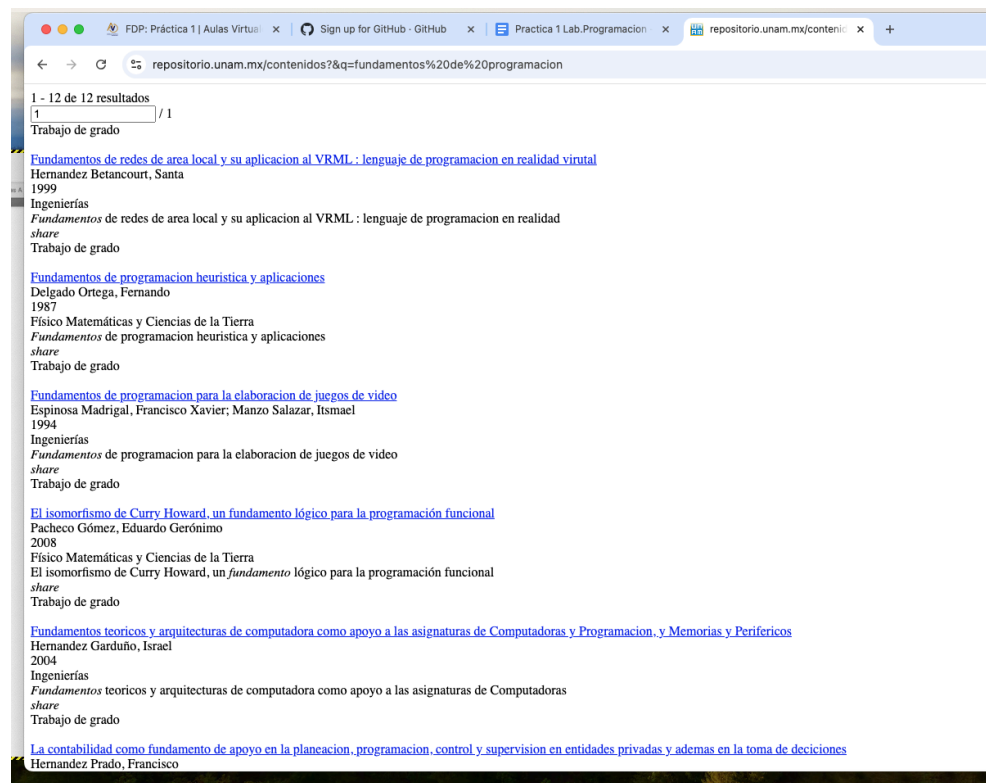 FDP: Práctica 1 | Aulas Virtua
Sign up for GitHub · GitHub
Practica 1 Lab.Programacion
repositorio.unam.mx/contenid
repositorio.unam.mx/contenidos?&q=fundamentos%20de%20programacion
1 - 12 de 12 resultados
1 / 1
Trabajo de grado
Fundamentos de redes de area local y su aplicacion al VRML : lenguaje de programacion en realidad virutal
Hernandez Betancourt, Santa
1999
Ingenierías
Fundamentos de redes de area local y su aplicacion al VRML : lenguaje de programacion en realidad
share
Trabajo de grado
Fundamentos de programacion heuristica y aplicaciones
Delgado Ortega, Fernando
1987
Físico Matemáticas y Ciencias de la Tierra
Fundamentos de programacion heuristica y aplicaciones
share
Trabajo de grado
Fundamentos de programacion para la elaboracion de juegos de video
Espinosa Madrigal, Francisco Xavier; Manzo Salazar, Itsmael
1994
Ingenierías
Fundamentos de programacion para la elaboracion de juegos de video
share
Trabajo de grado
El isomorfismo de Curry Howard, un fundamento lógico para la programación funcional
Pacheco Gómez, Eduardo Gerónimo
2008
Físico Matemáticas y Ciencias de la Tierra
El isomorfismo de Curry Howard, un fundamento lógico para la programación funcional
share
Trabajo de grado
Fundamentos teoricos y arquitecturas de computadora como apoyo a las asignaturas de Computadoras y Programacion, y Memorias y Perifericos
Hernandez Garduño, Israel
2004
Ingenierías
Fundamentos teoricos y arquitecturas de computadora como apoyo a las asignaturas de Computadoras
share
Trabajo de grado
La contabilidad como fundamento de apoyo en la planeacion, programacion, control y supervision en entidades privadas y ademas en la toma de deciciones
Hernandez Prado, Francisco